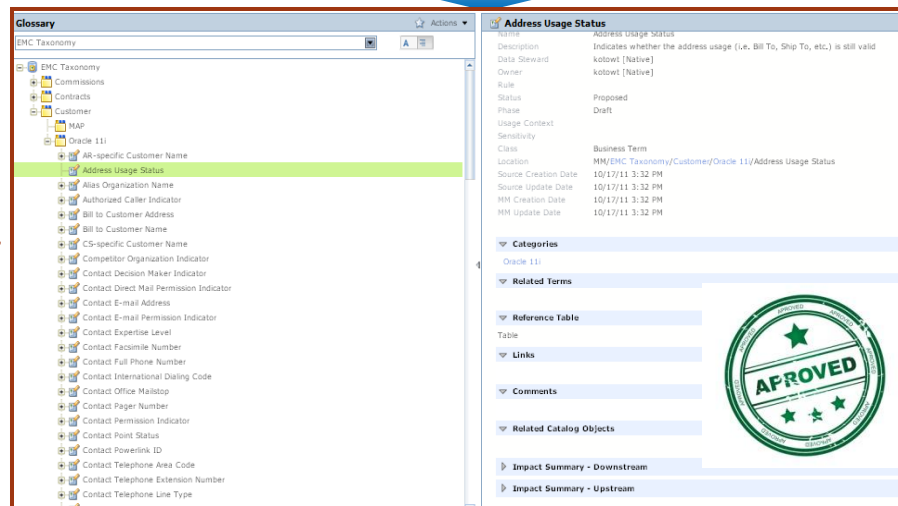 Glossary
Actions
EMC Taxonomy
A
EMC Taxonomy
Commissions
Contracts
Customer
MAP
Oracle 11i
AR-specific Customer Name
Address Usage Status
Alias Organization Name
Authorized Caller Indicator
Bill to Customer Address
Bill to Customer Name
CS-specific Customer Name
Competitor Organization Indicator
Contact Decision Maker Indicator
Contact Direct Mail Permission Indicator
Contact E-mail Address
Contact E-mail Permission Indicator
Contact Expertise Level
Contact Facsimile Number
Contact Full Phone Number
Contact International Dialing Code
Contact Office Mailstop
Contact Pager Number
Contact Permission Indicator
Contact Point Status
Contact Powerlink ID
Contact Telephone Area Code
Contact Telephone Extension Number
Contact Telephone Line Type
Address Usage Status
Name Address Usage Status
Description Indicates whether the address usage (i.e. Bill To, Ship To, etc.) is still valid
Data Steward kotowt [Native]
Owner kotowt [Native]
Rule
Status Proposed
Phase Draft
Usage Context
Sensitivity
Class Business Term
Location MM/EMC Taxonomy/Customer/Oracle 11i/Address Usage Status
Source Creation Date 10/17/11 3:32 PM
Source Update Date 10/17/11 3:32 PM
MM Creation Date 10/17/11 3:32 PM
MM Update Date 10/17/11 3:32 PM
Categories
Oracle 11i
Related Terms
Reference Table
Table
Links
Comments
Related Catalog Objects
Impact Summary - Downstream
Impact Summary - Upstream
APROVED
APROVED
APROVED
APROVED
APROVED
APROVED
APROVED